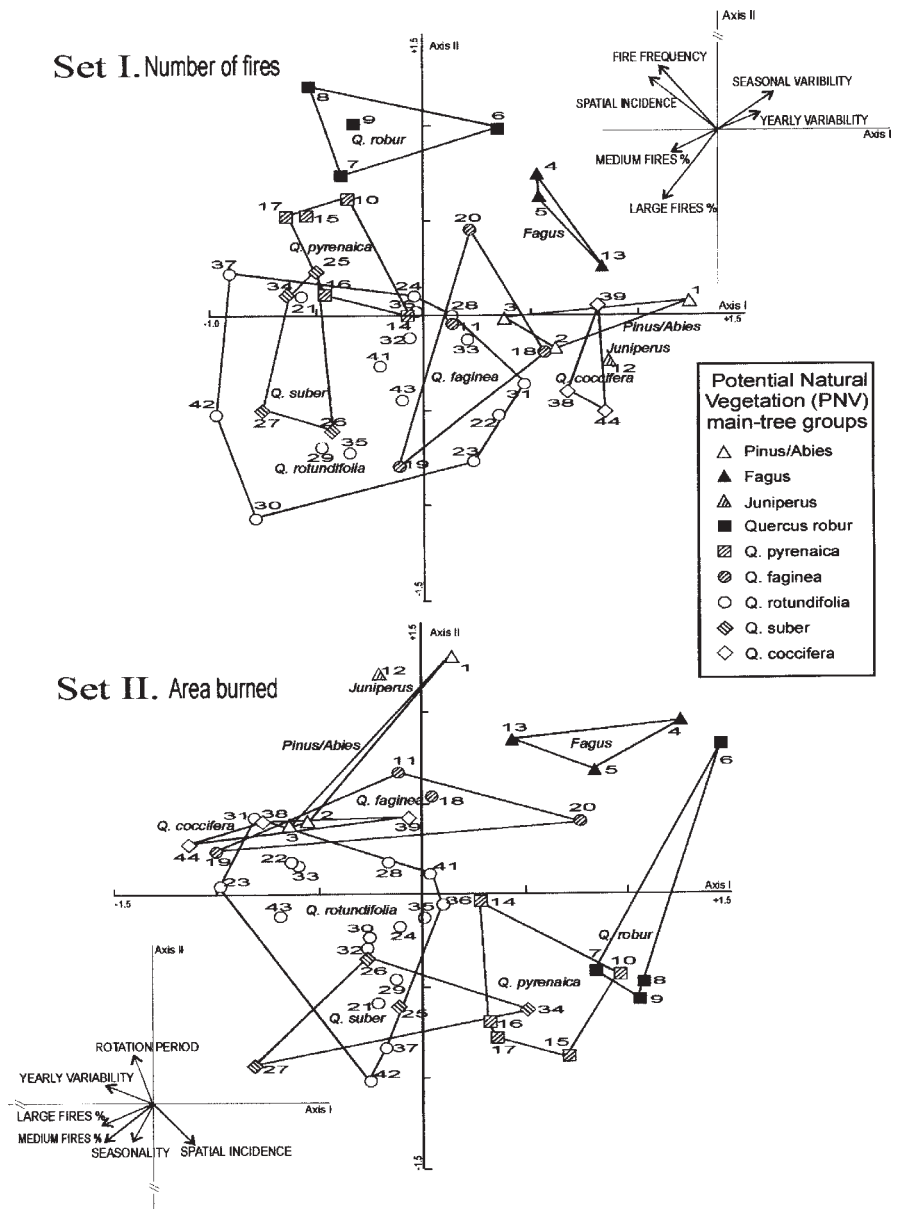 Set I. Number of fires
+1.5
Axis II
Axis II
FIRE FREQUENCY
SEASONAL VARIBILITY
SPATIAL INCIDENCE
YEARLY VARIABILITY
Axis I
MEDIUM FIRES %
LARGE FIRES %
8
9
6
Q. robur
7
4
5
Fagus
13
17
15
10
20
Q. pyrenaica
37
25
34
21
16
24
36
14
28
3
39
1
Axis I
-1.0
+1.5
11
32
33
18
2
Pinus/Abies
Juniperus
12
41
Q. faginea
Q. coccifera
31
38
44
Q. suber
43
42
27
26
22
29
35
Q. rotundifolia
19
23
30
-1.5
Potential Natural
Vegetation (PNV)
main-tree groups
Pinus/Abies
Fagus
Juniperus
Quercus robur
Q. pyrenaica
Q. faginea
Q. rotundifolia
Q. suber
Q. coccifera
Set II. Area burned
+1.5
Axis II
12
Juniperus
1
Pinus/Abies
13
Fagus
4
5
6
11
Q. faginea
18
20
31
38
2
39
Q. coccifera
3
44
19
22
33
28
41
23
Axis I
-1.5
+1.5
43
Q. rotundifolia
35
36
14
24
30
32
Q. robur
7
10
8
9
26
29
Q. pyrenaica
21
25
34
Q. suber
16
17
15
37
27
42
-1.5
Axis II
ROTATION PERIOD
YEARLY VARIABILITY
Axis I
LARGE FIRES %
MEDIUM FIRES %
SEASONALITY
SPATIAL INCIDENCE